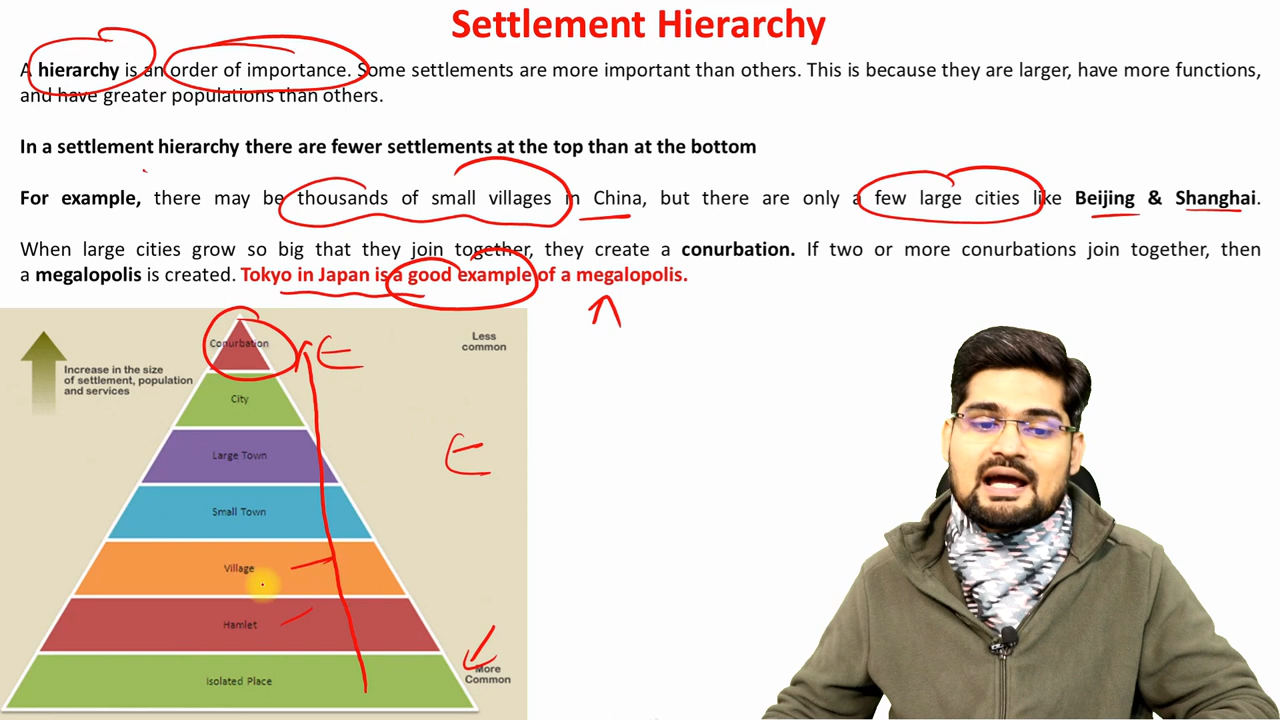 Settlement Hierarchy
A hierarchy is an order of importance. Some settlements are more important than others. This is because they are larger, have more functions,
and have greater populations than others.
In a settlement hierarchy there are fewer settlements at the top than at the bottom
For example, there may be thousands of small villages in China, but there are only a few large cities like Beijing & Shanghai.
When large cities grow so big that they join together, they create a conurbation. If two or more conurbations join together, then
a megalopolis is created. Tokyo in Japan is a good example of a megalopolis.
Increase in the size
of settlement, population
and services
Conurbation
Less
common
City
Large Town
Small Town
Village
Hamlet
Isolated Place
More
Common